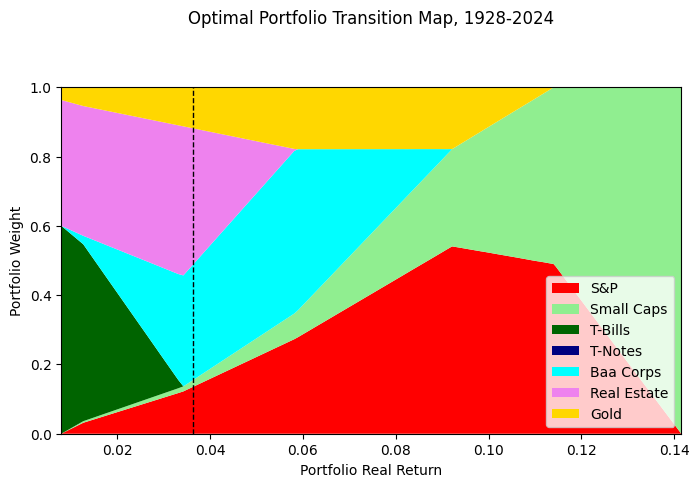 Optimal Portfolio Transition Map, 1928-2024
1.0
0.8
0.6
0.4
0.2
0.0
Portfolio Weight
S&P
Small Caps
T-Bills
T-Notes
Baa Corps
Real Estate
Gold
0.02 0.04 0.06 0.08 0.10 0.12 0.14
Portfolio Real Return